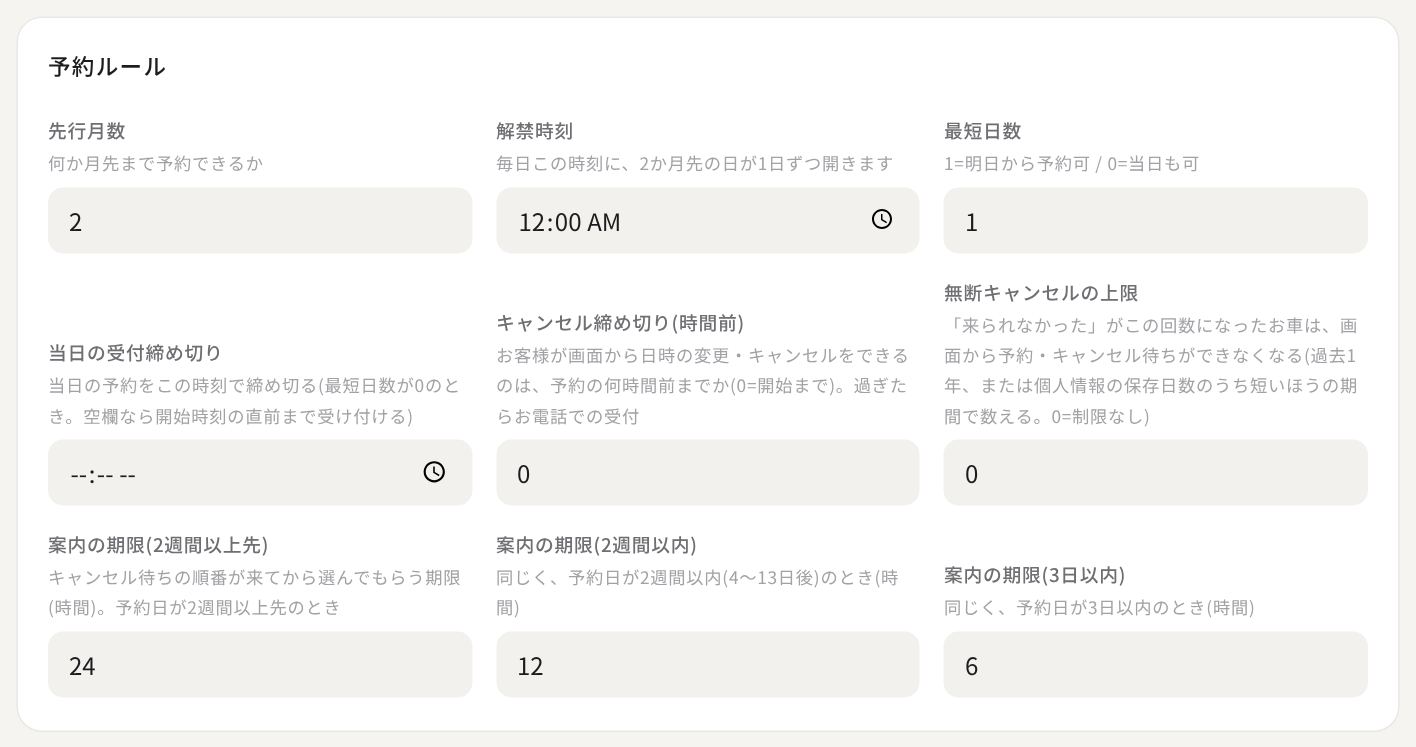 予約ルール
先行月数
何か月先まで予約できるか
2
解禁時刻
毎日この時刻に、2か月先の日が1日ずつ開きます
12:00 AM
最短日数
1=明日から予約可 / 0=当日も可
1
当日の受付締め切り
当日の予約をこの時刻で締め切る(最短日数が0のと
き。空欄なら開始時刻の直前まで受け付ける)
--:-- --
キャンセル締め切り(時間前)
お客様が画面から日時の変更・キャンセルをできる
のは、予約の何時間前までか(0=開始まで)。過ぎた
らお電話での受付
0
無断キャンセルの上限
「来られなかった」がこの回数になったお車は、画
面から予約・キャンセル待ちができなくなる(過去1
年、または個人情報の保存日数のうち短いほうの期
間で数える。0=制限なし)
0
案内の期限(2週間以上先)
キャンセル待ちの順番が来てから選んでもらう期限
(時間)。予約日が2週間以上先のとき
24
案内の期限(2週間以内)
同じく、予約日が2週間以内(4〜13日後)のとき(時
間)
12
案内の期限(3日以内)
同じく、予約日が3日以内のとき(時間)
6